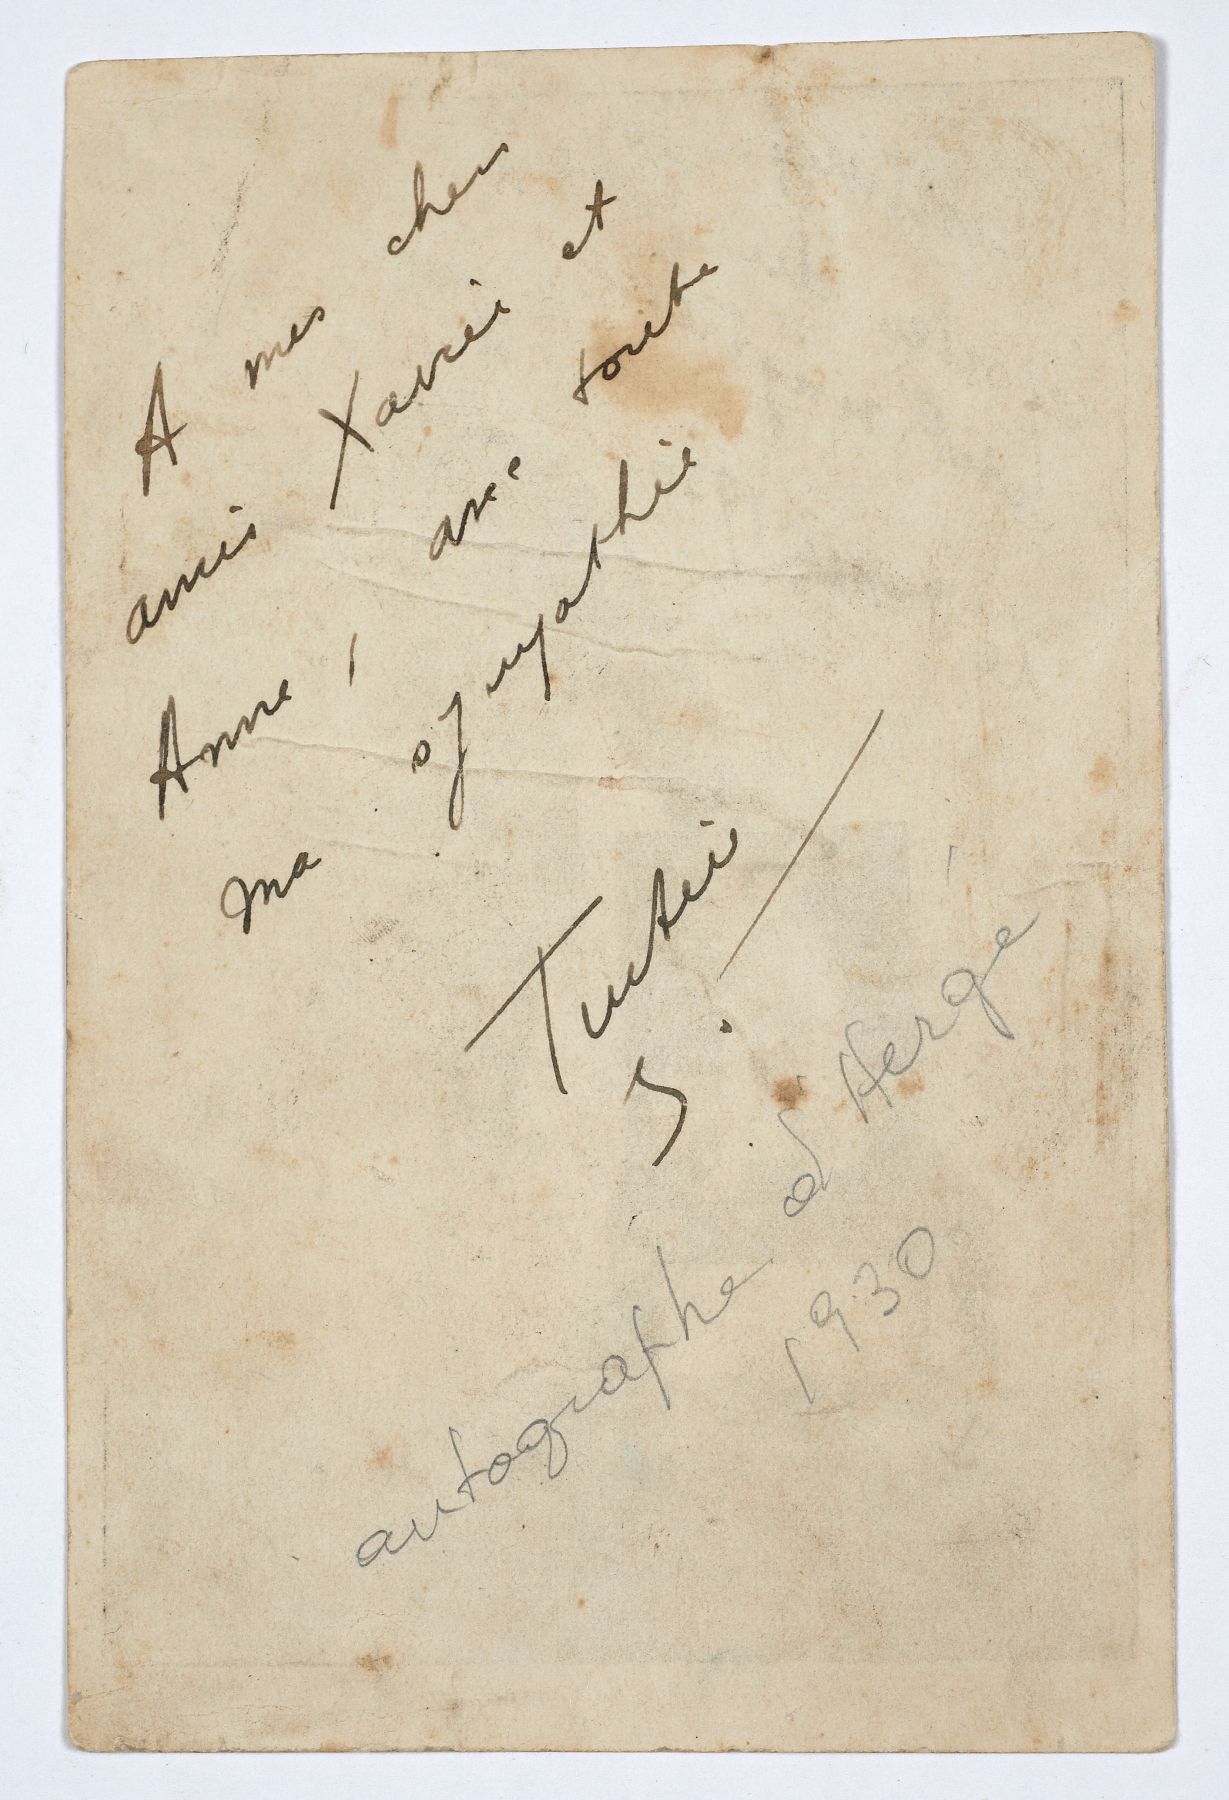 A mes chers
amis Xavier et
Anne, avec toute
ma sympathie
Tintin
autographe d'Hergé
1930